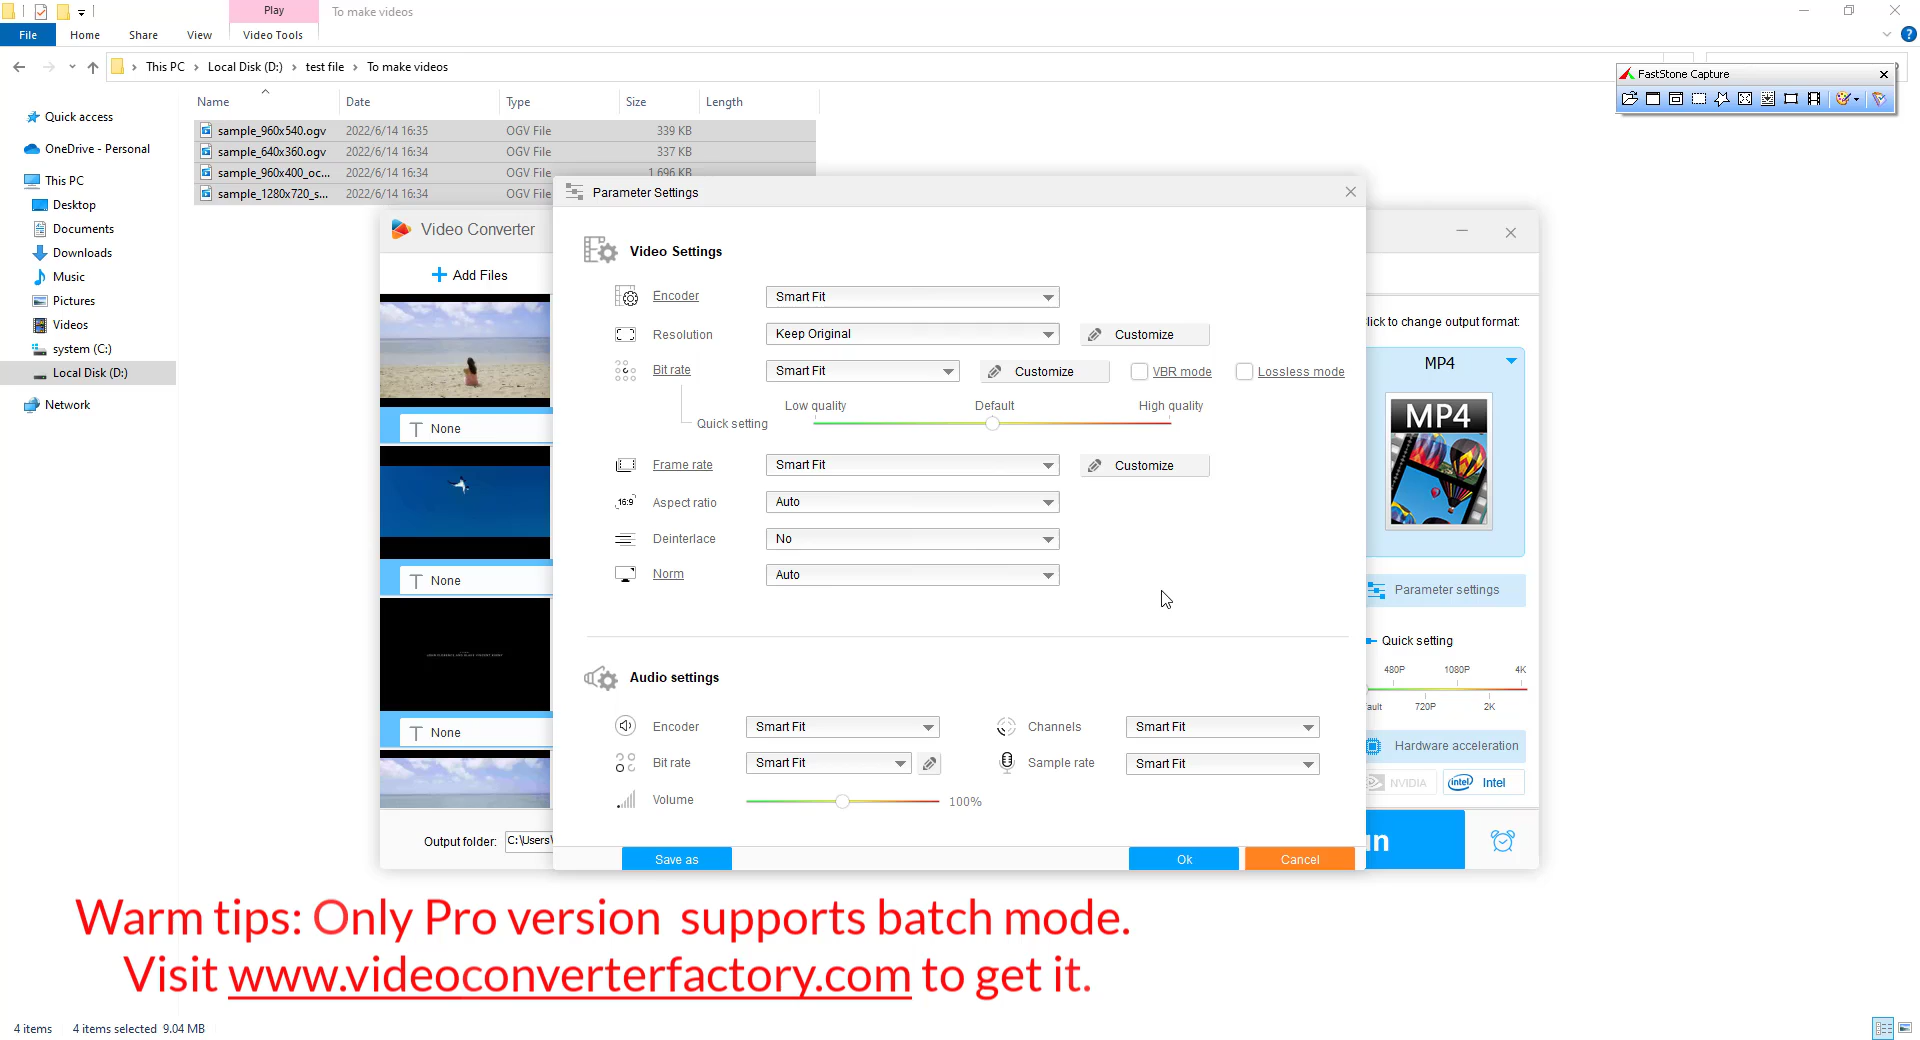 Play
To make videos
File
Home
Share
View
Video Tools
This PC
Local Disk (D:)
test file
To make videos
FastStone Capture
Name
Date
Type
Size
Length
Quick access
OneDrive - Personal
This PC
Desktop
Documents
Downloads
Music
Pictures
Videos
system (C:)
Local Disk (D:)
Network
sample_960x540.ogv 2022/6/14 16:35 OGV File 339 KB
sample_640x360.ogv 2022/6/14 16:34 OGV File 337 KB
sample_960x400_oc... 2022/6/14 16:34 OGV File 1,696 KB
sample_1280x720_s... 2022/6/14 16:34 OGV File
Video Converter
Add Files
None
None
None
Output folder: C:\Users\
Parameter Settings
Video Settings
Encoder Smart Fit
Resolution Keep Original Customize
Bit rate Smart Fit Customize VBR mode Lossless mode
Low quality Default High quality
Quick setting
Frame rate Smart Fit Customize
Aspect ratio Auto
16:9
Deinterlace No
Norm Auto
Audio settings
Encoder Smart Fit Channels Smart Fit
Bit rate Smart Fit Sample rate Smart Fit
Volume 100%
Save as Ok Cancel
lick to change output format:
MP4
MP4
Parameter settings
Quick setting
480P 1080P 4K
ault 720P 2K
Hardware acceleration
NVIDIA intel Intel
un
Warm tips: Only Pro version supports batch mode.
Visit www.videoconverterfactory.com to get it.
4 items 4 items selected 9.04 MB